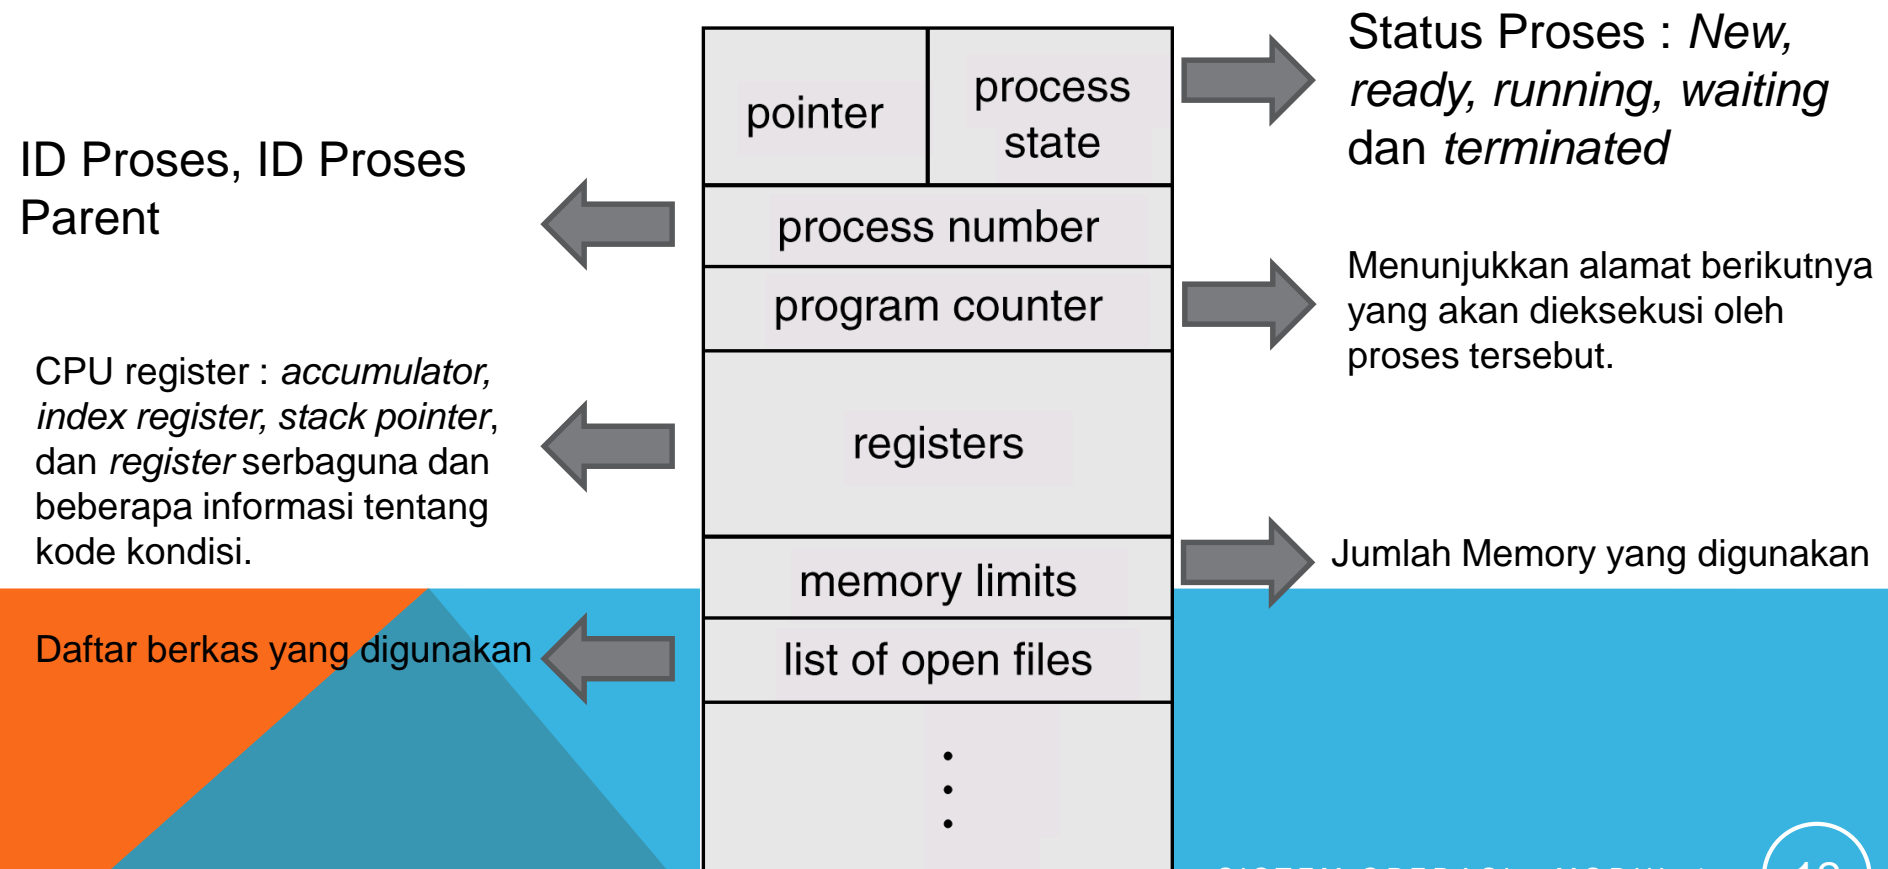 Status Proses : New,
ready, running, waiting
dan terminated
pointer
process
state
ID Proses, ID Proses
Parent
process number
Menunjukkan alamat berikutnya
yang akan dieksekusi oleh
proses tersebut.
program counter
CPU register : accumulator,
index register, stack pointer,
dan register serbaguna dan
beberapa informasi tentang
kode kondisi.
registers
Jumlah Memory yang digunakan
memory limits
Daftar berkas yang digunakan
list of open files